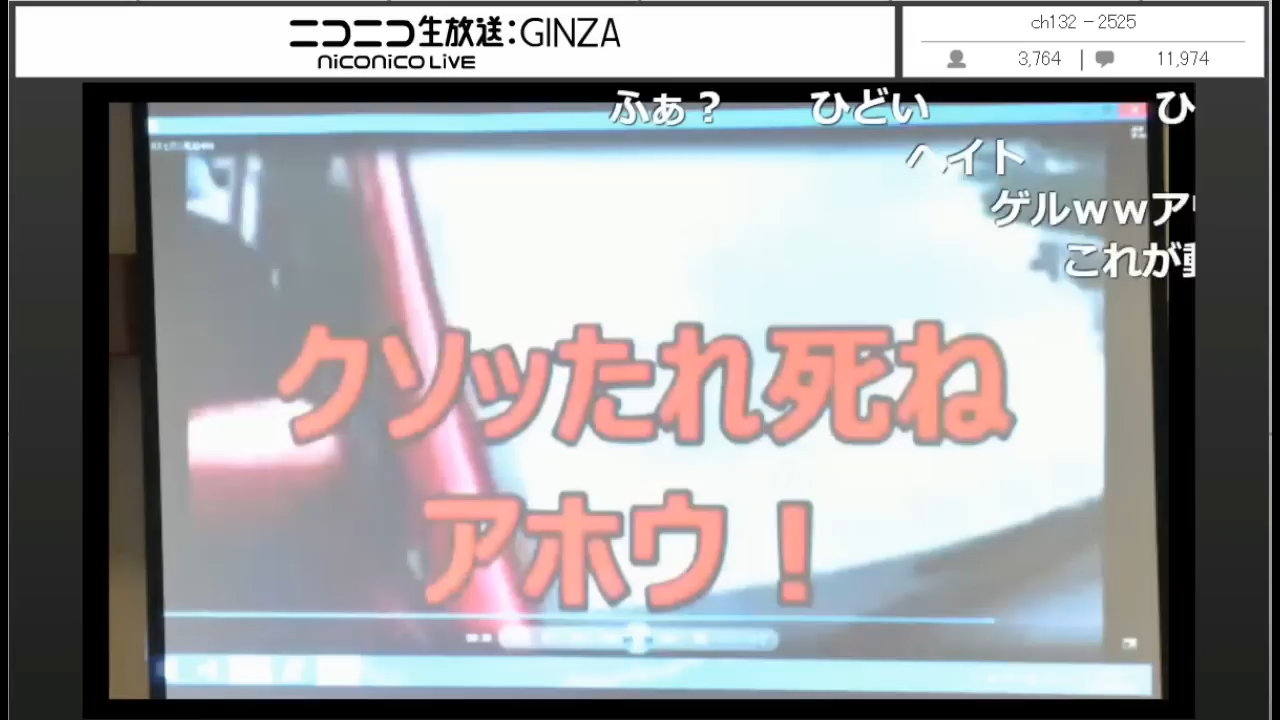 ニコニコ生放送:GINZA
niconico Live
ch132 - 2525
3,764 | 11,974
ふぁ? ひどい ひ
ヘイト
ゲルwwア
これが
クソッたれ死ね
アホウ!